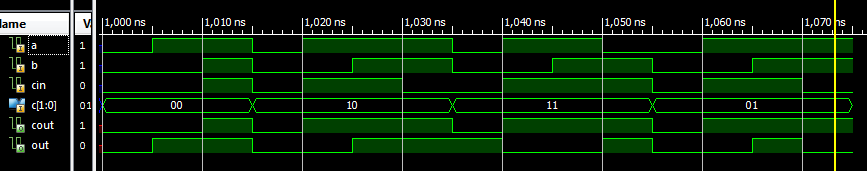 lame
Va
1,000 ns 1,010 ns 1,020 ns 1,030 ns 1,040 ns 1,050 ns 1,060 ns 1,070 ns
a 1
b 1
cin 0
c[1:0] 01 00 10 11 01
cout 1
out 0